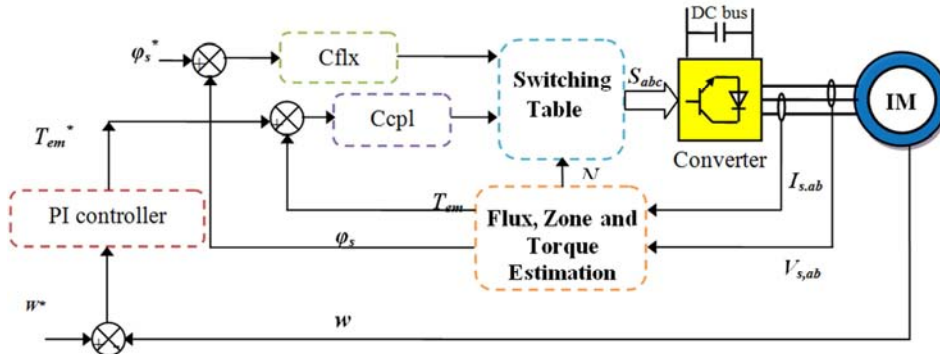 DC bus
φs*
Cflx
Switching
Table
Sabc
IM
Ccpl
Tem*
Converter
N
Is.ab
PI controller
Tem
Flux, Zone and
Torque
Estimation
φs
Vs,ab
w*
w